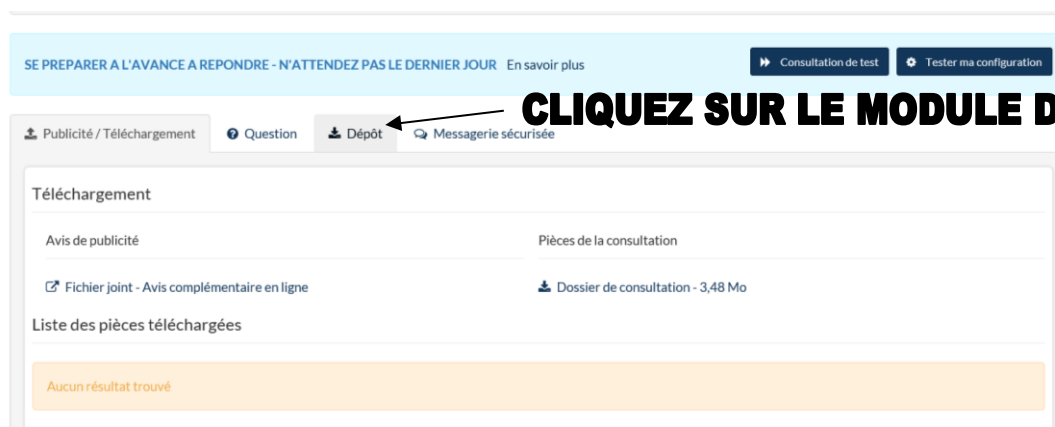 SE PREPARER A L'AVANCE A REPONDRE - N'ATTENDEZ PAS LE DERNIER JOUR En savoir plus
Consultation de test
Tester ma configuration
CLIQUEZ SUR LE MODULE D
Publicité / Téléchargement
Question
Dépôt
Messagerie sécurisée
Téléchargement
Avis de publicité
Pièces de la consultation
Fichier joint - Avis complémentaire en ligne
Dossier de consultation - 3,48 Mo
Liste des pièces téléchargées
Aucun résultat trouvé